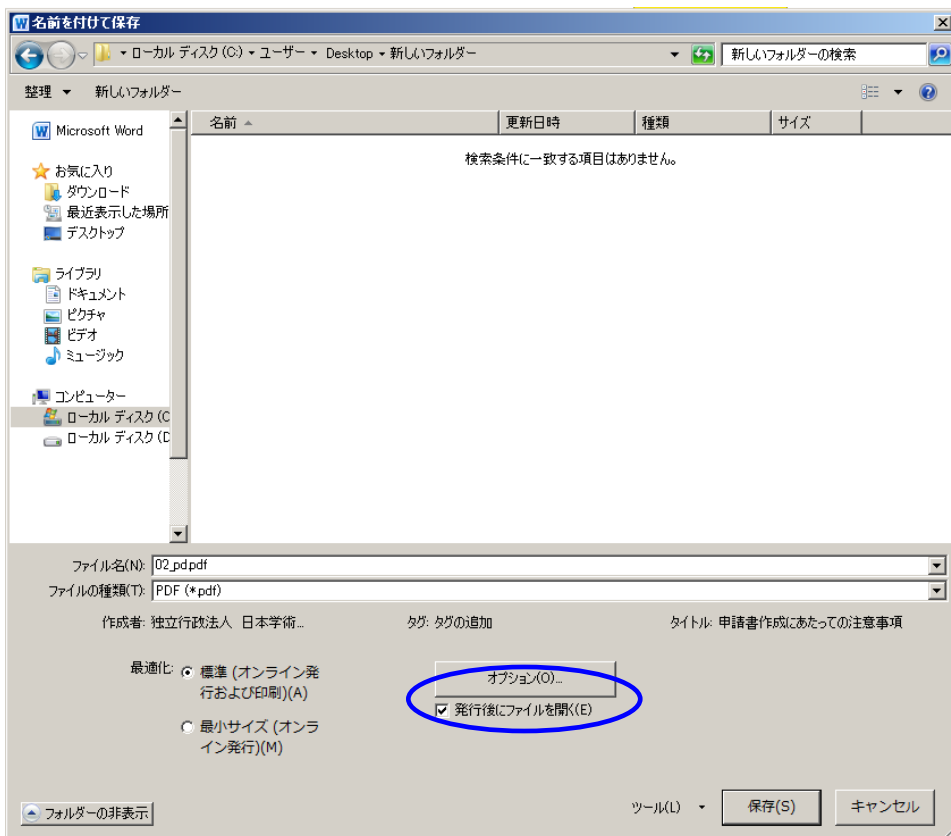 名前を付けて保存
ローカル ディスク (C:) ユーザー Desktop 新しいフォルダー
新しいフォルダーの検索
整理 新しいフォルダー
Microsoft Word
名前 更新日時 種類 サイズ
検索条件に一致する項目はありません。
お気に入り
ダウンロード
最近表示した場所
デスクトップ
ライブラリ
ドキュメント
ピクチャ
ビデオ
ミュージック
コンピューター
ローカル ディスク (C
ローカル ディスク (D
ファイル名(N): 02_pd.pdf
ファイルの種類(T): PDF (*.pdf)
作成者: 独立行政法人 日本学術... タグ: タグの追加 タイトル: 申請書作成にあたっての注意事項
最適化: 標準 (オンライン発
行および印刷)(A)
最小サイズ (オンラ
イン発行)(M)
オプション(O)...
発行後にファイルを開く(E)
フォルダーの非表示
ツール(L) 保存(S) キャンセル